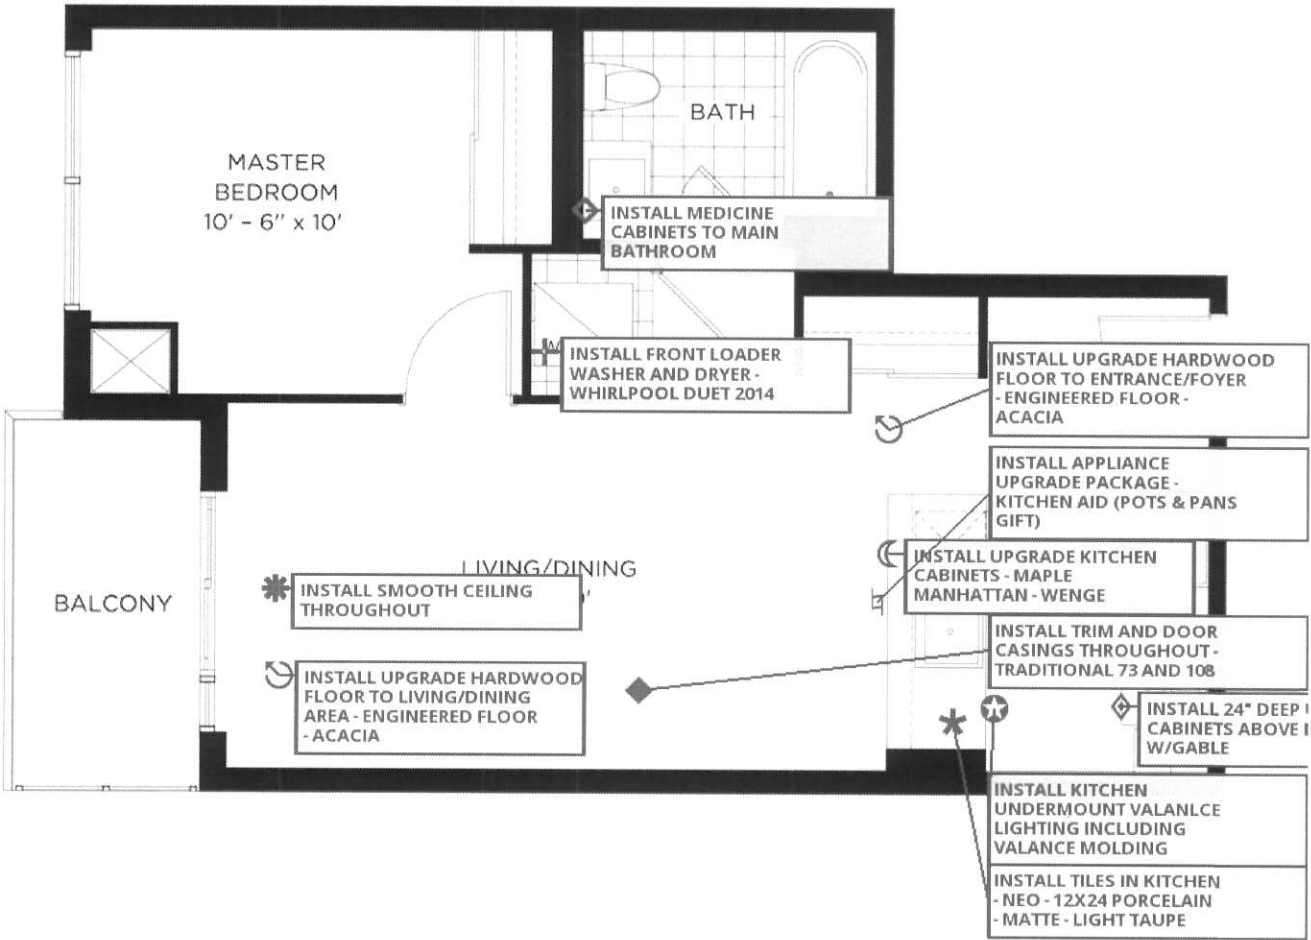 BATH
MASTER
BEDROOM
10' - 6" x 10'
INSTALL MEDICINE
CABINETS TO MAIN
BATHROOM
INSTALL FRONT LOADER
WASHER AND DRYER -
WHIRLPOOL DUET 2014
INSTALL UPGRADE HARDWOOD
FLOOR TO ENTRANCE/FOYER
- ENGINEERED FLOOR -
ACACIA
INSTALL APPLIANCE
UPGRADE PACKAGE -
KITCHEN AID (POTS & PANS
GIFT)
INSTALL UPGRADE KITCHEN
CABINETS - MAPLE
MANHATTAN - WENGE
LIVING/DINING
INSTALL SMOOTH CEILING
THROUGHOUT
BALCONY
INSTALL TRIM AND DOOR
CASINGS THROUGHOUT -
TRADITIONAL 73 AND 108
INSTALL UPGRADE HARDWOOD
FLOOR TO LIVING/DINING
AREA - ENGINEERED FLOOR
- ACACIA
INSTALL 24" DEEP
CABINETS ABOVE
W/GABLE
INSTALL KITCHEN
UNDERMOUNT VALANLCE
LIGHTING INCLUDING
VALANCE MOLDING
INSTALL TILES IN KITCHEN
- NEO - 12X24 PORCELAIN
- MATTE - LIGHT TAUPE